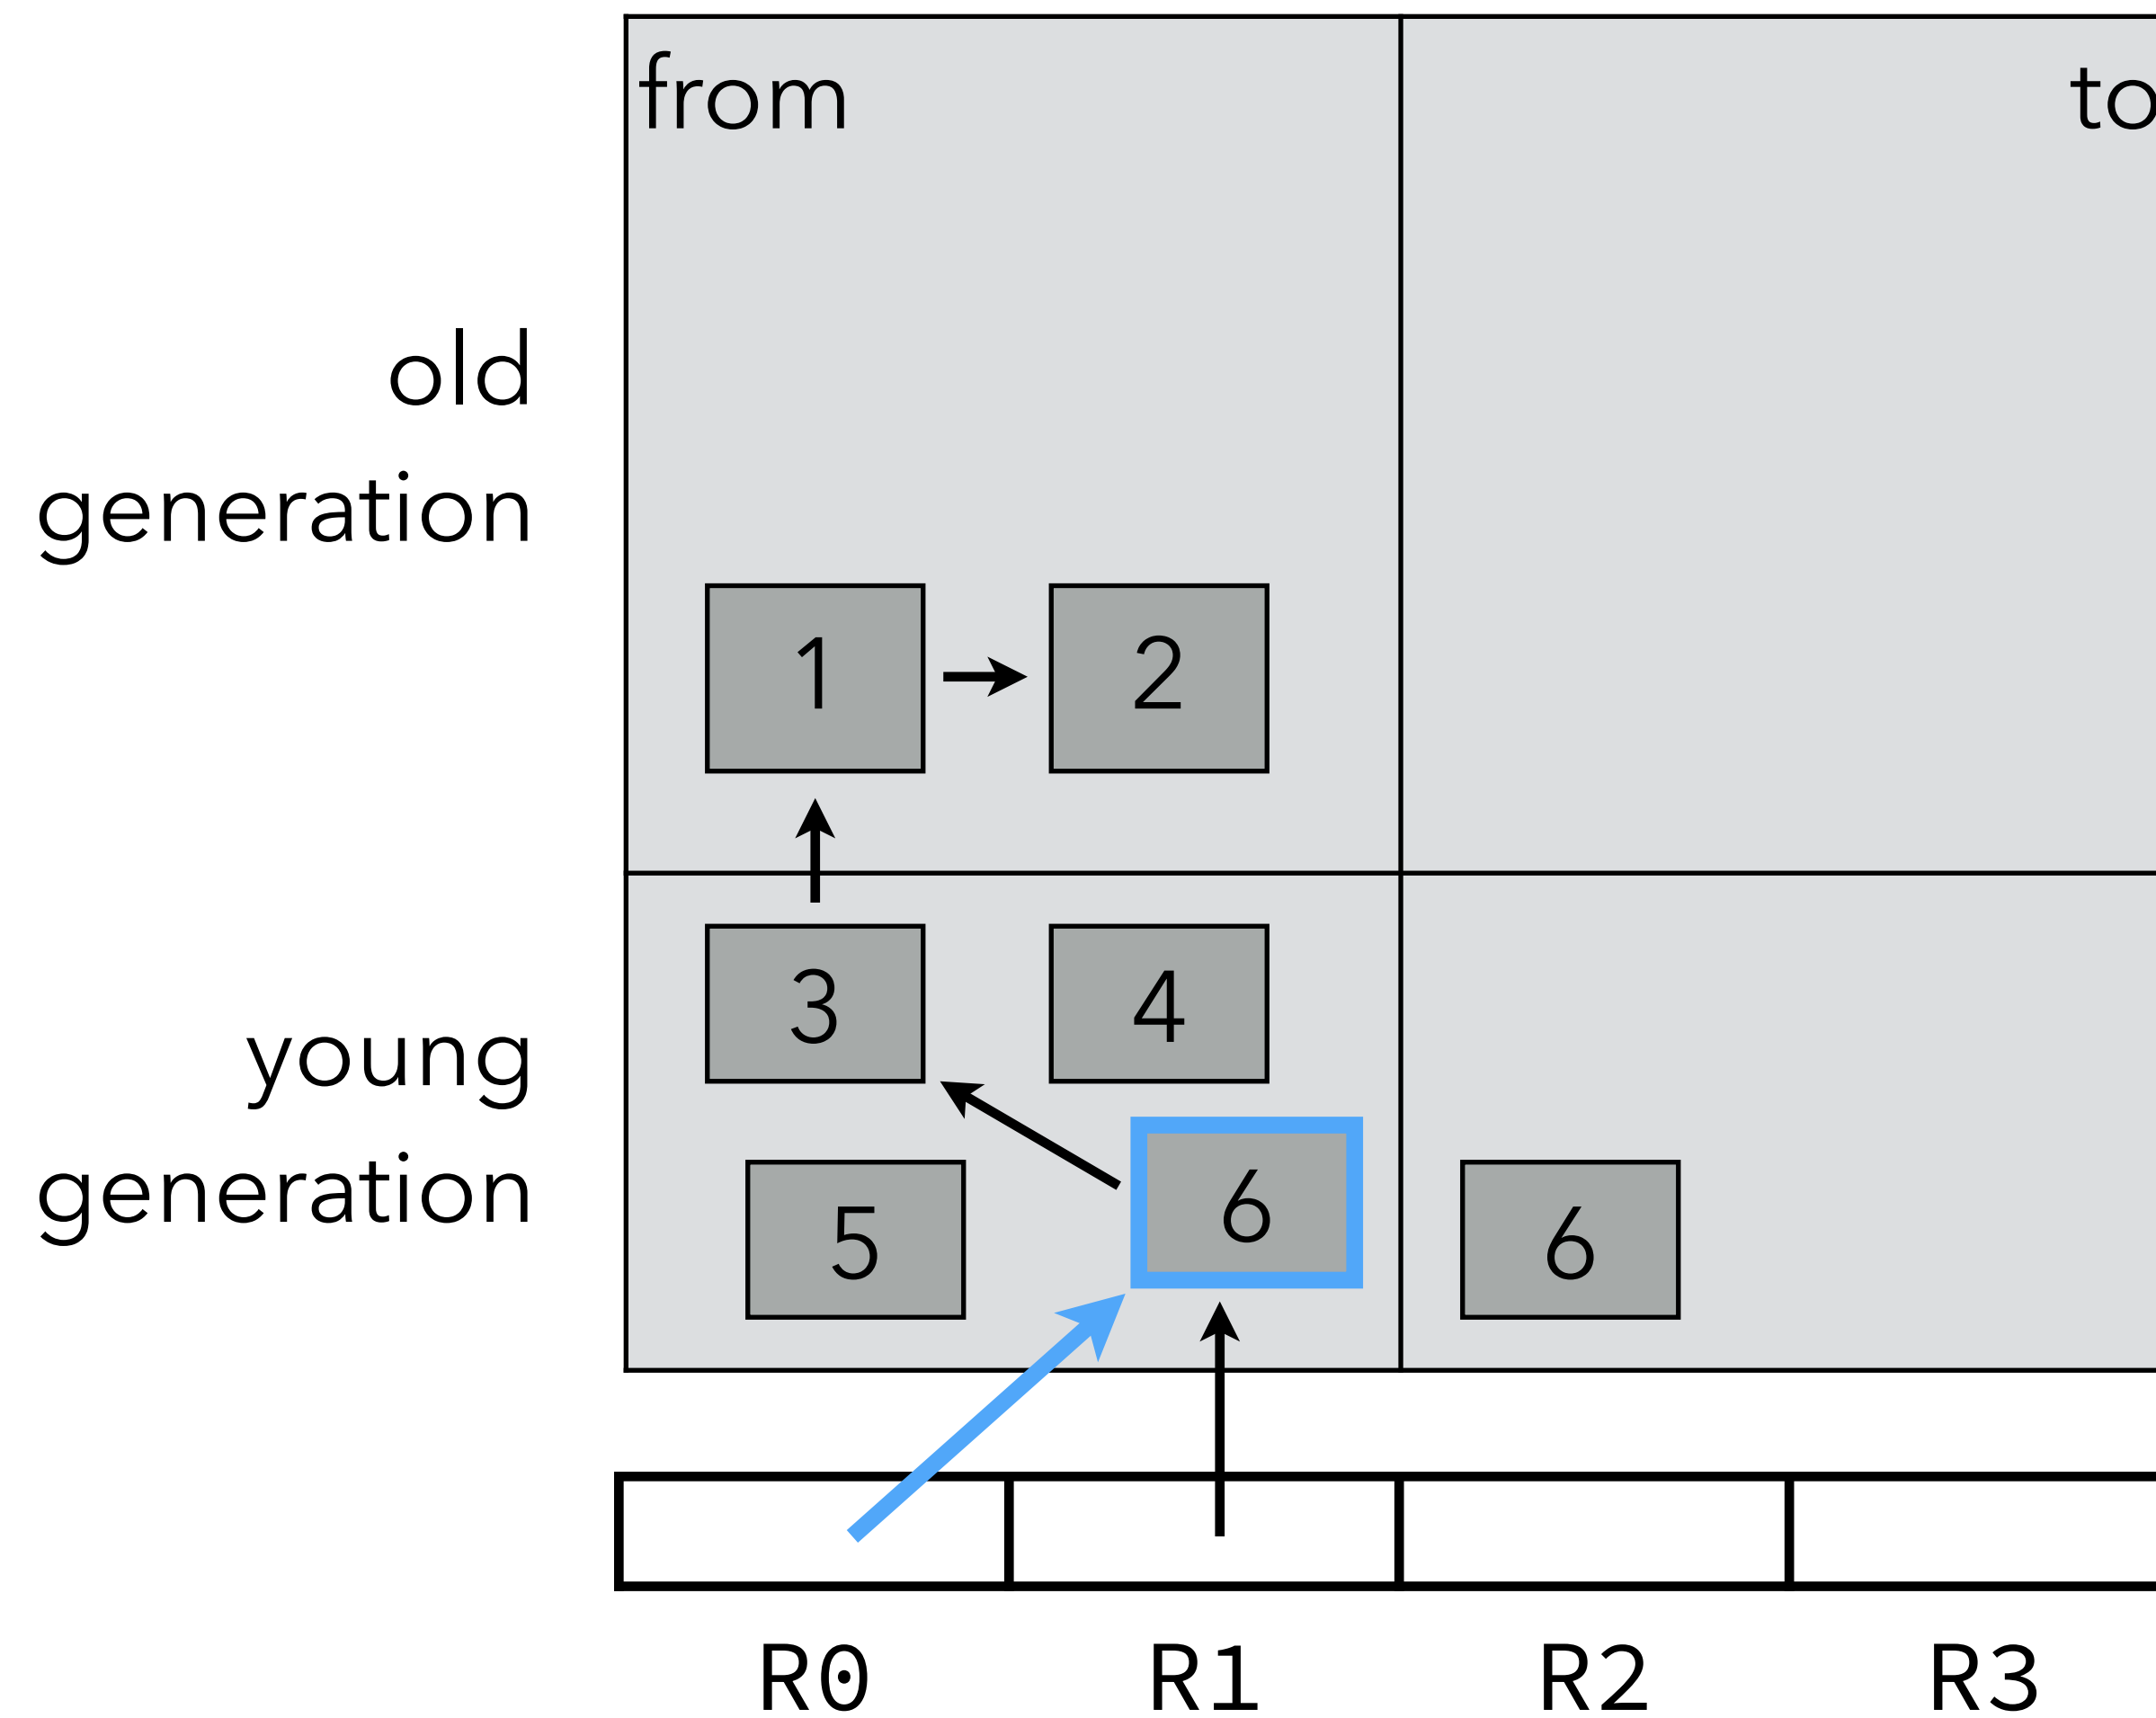 from
to
old
generation
1
2
3
4
young
generation
5
6
6
R0
R1
R2
R3